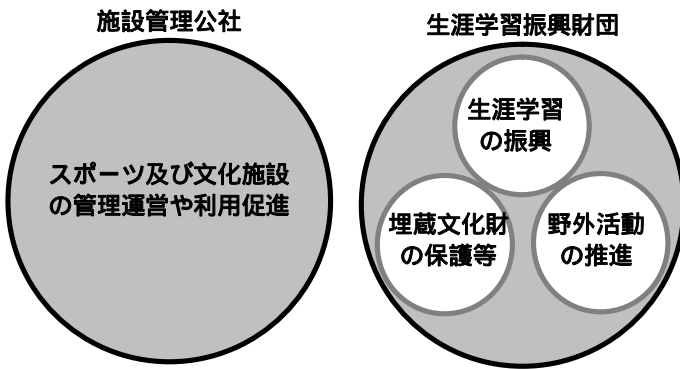 施設管理公社
スポーツ及び文化施設
の管理運営や利用促進
生涯学習振興財団
生涯学習
の振興
埋蔵文化財
の保護等
野外活動
の推進